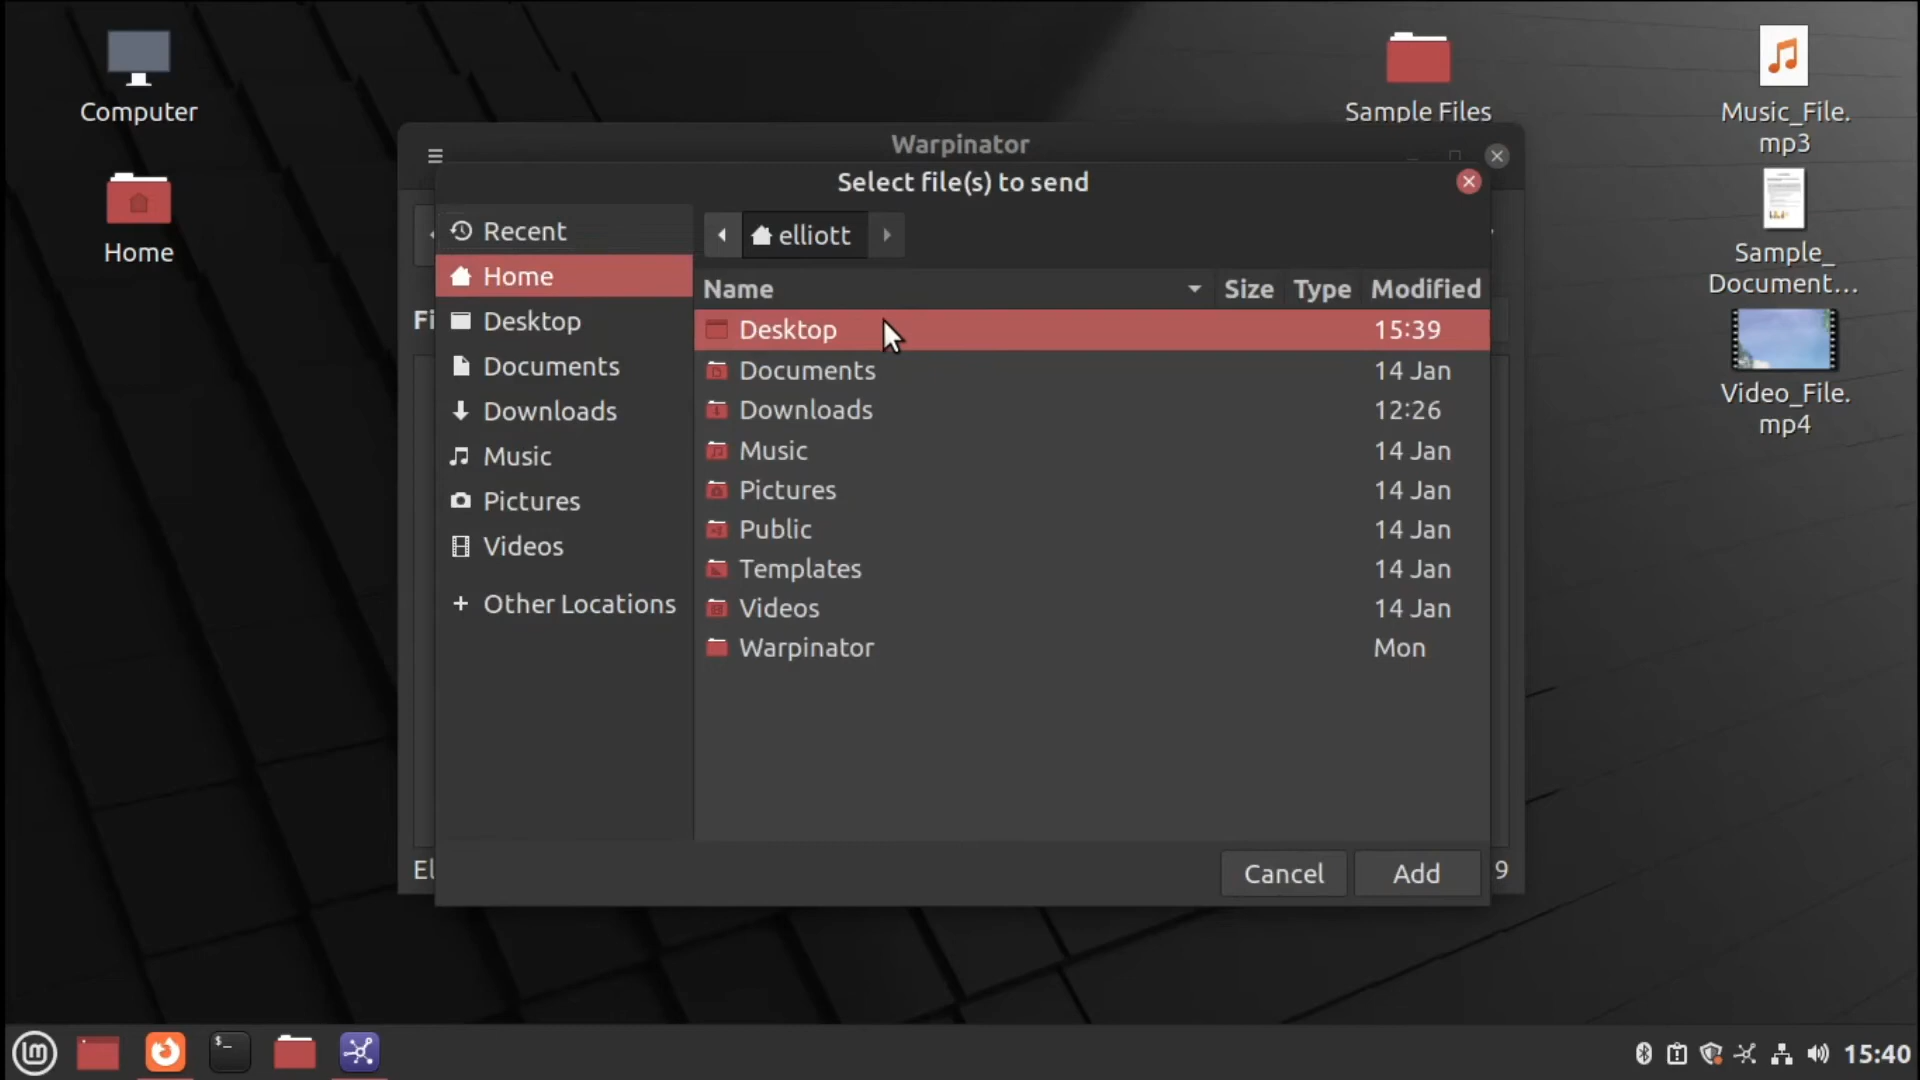 Computer
Home
Sample Files
Music_File.
mp3
Sample_
Document...
Video_File.
mp4
Warpinator
Select file(s) to send
Recent
Home
Desktop
Documents
Downloads
Music
Pictures
Videos
+ Other Locations
elliott
Name Size Type Modified
Desktop 15:39
Documents 14 Jan
Downloads 12:26
Music 14 Jan
Pictures 14 Jan
Public 14 Jan
Templates 14 Jan
Videos 14 Jan
Warpinator Mon
Cancel Add
Fi
El
9
$_
15:40